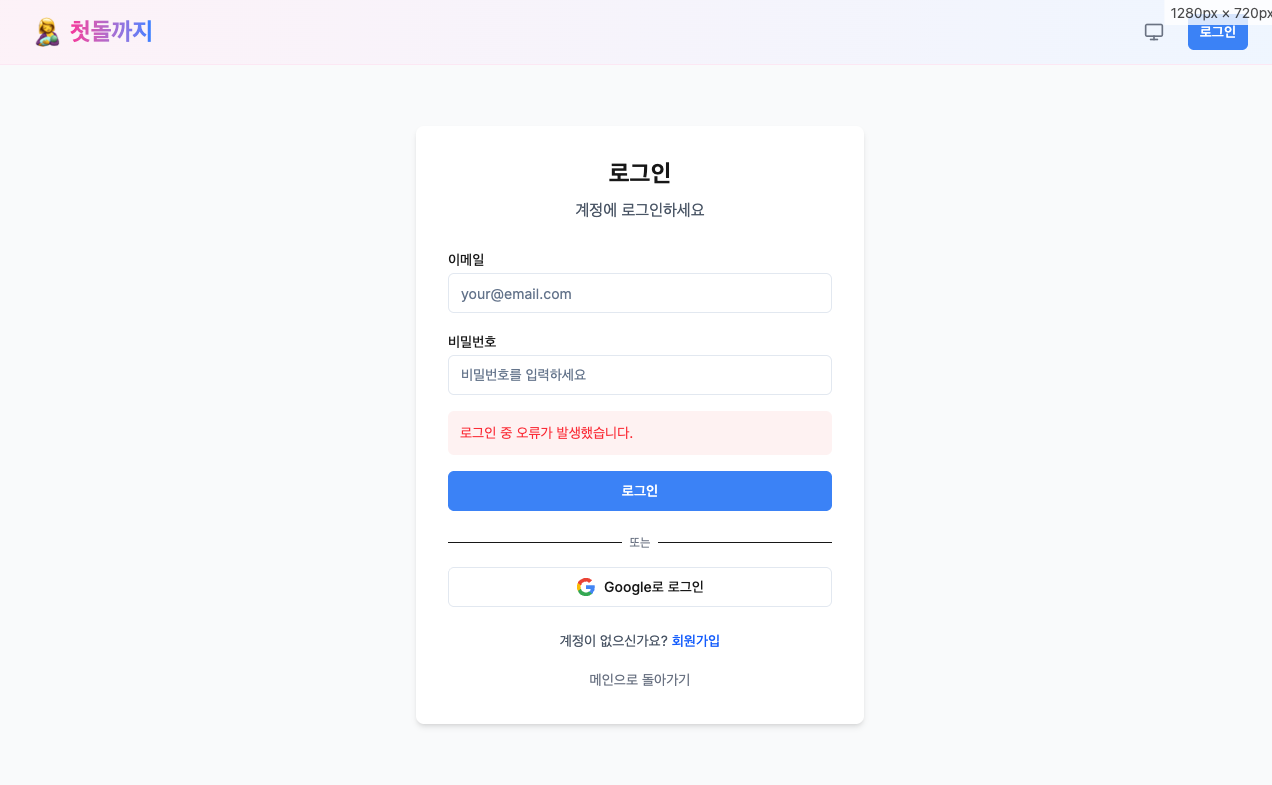 첫돌까지
1280px × 720px
로그인
로그인
계정에 로그인하세요
이메일
your@email.com
비밀번호
비밀번호를 입력하세요
로그인 중 오류가 발생했습니다.
로그인
또는
Google로 로그인
계정이 없으신가요? 회원가입
메인으로 돌아가기